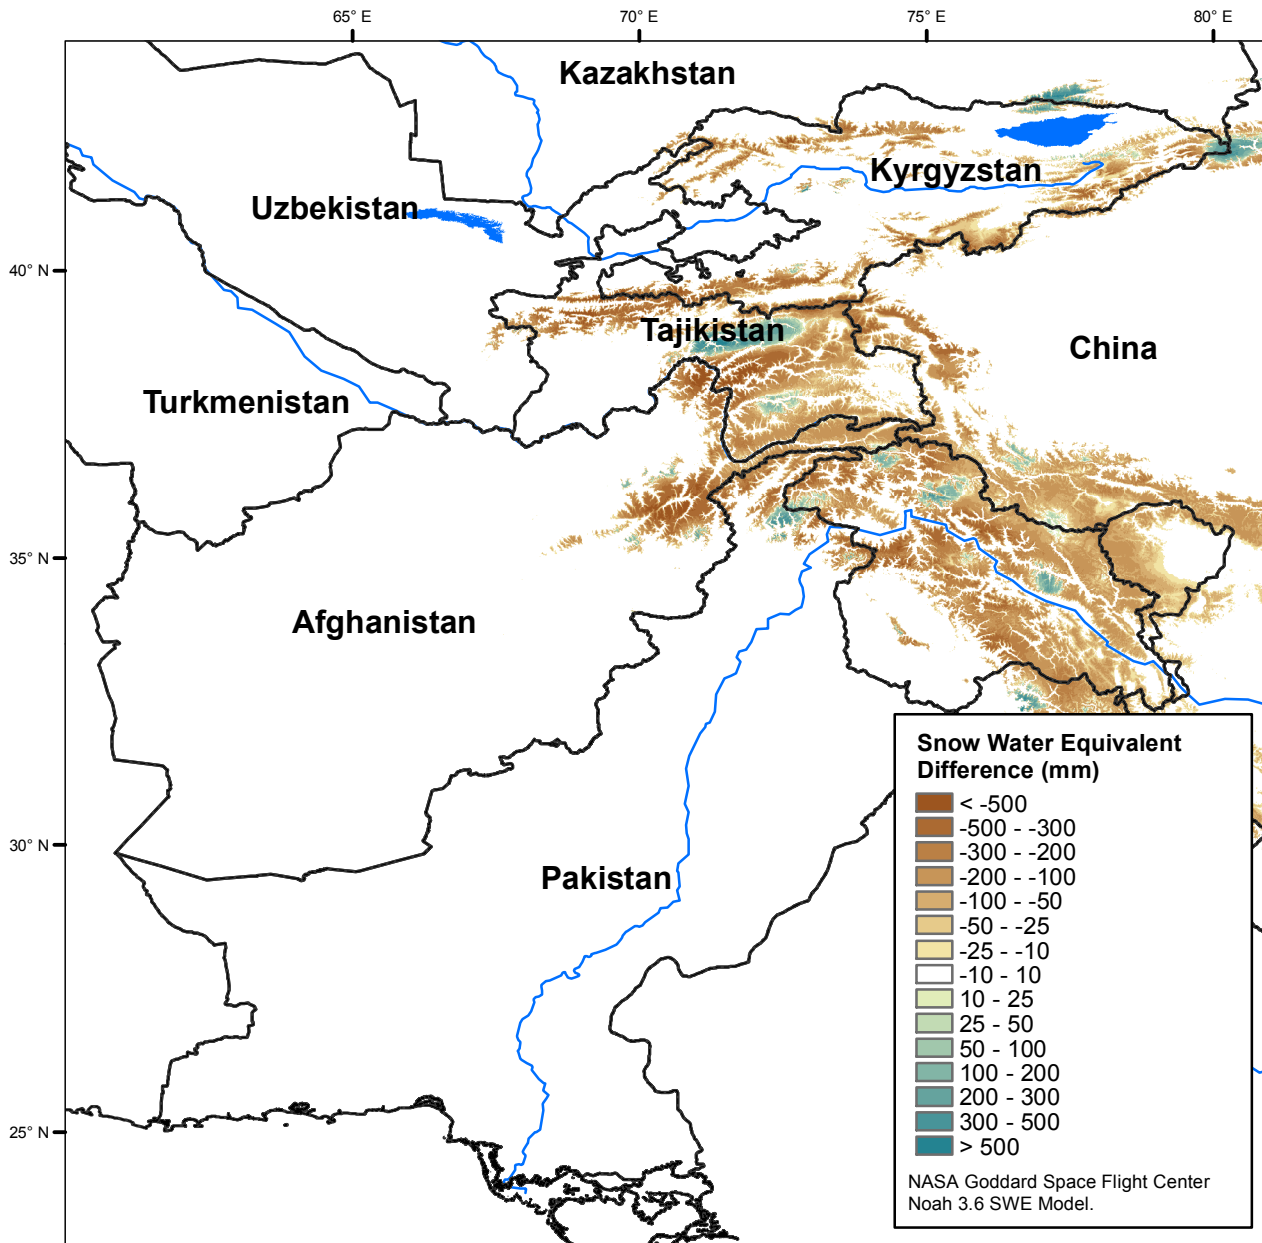 65° E
70° E
75° E
80° E
Kazakhstan
Kyrgyzstan
Uzbekistan
40° N
Tajikistan
China
Turkmenistan
35° N
Afghanistan
Snow Water Equivalent
Difference (mm)
< -500
-500 - -300
30° N
-300 - -200
Pakistan
-200 - -100
-100 - -50
-50 - -25
-25 - -10
-10 - 10
10 - 25
25 - 50
50 - 100
100 - 200
200 - 300
300 - 500
25° N
> 500
NASA Goddard Space Flight Center
Noah 3.6 SWE Model.